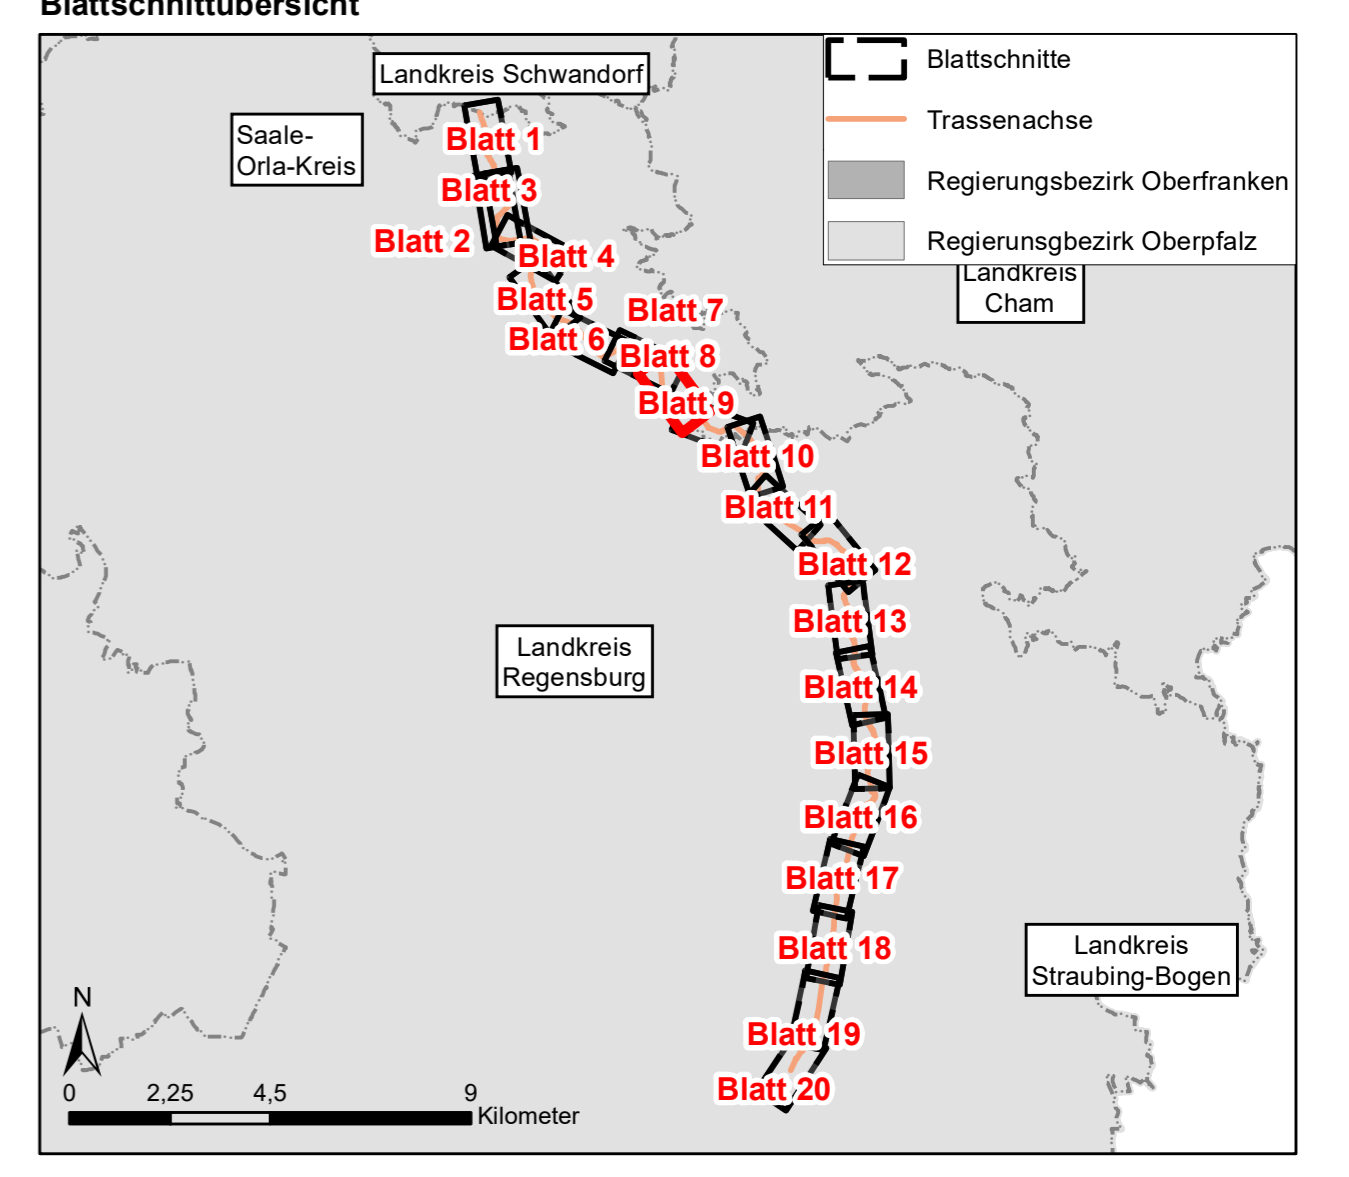 Blattschnittübersicht
Landkreis Schwandorf
Saale-
Orla-Kreis
Blattschnitte
Trassenachse
Regierungsbezirk Oberfranken
Regierunsgbezirk Oberpfalz
Landkreis
Cham
Blatt 1
Blatt 3
Blatt 2
Blatt 4
Blatt 5
Blatt 7
Blatt 6
Blatt 8
Blatt 9
Blatt 10
Blatt 11
Blatt 12
Blatt 13
Landkreis
Regensburg
Blatt 14
Blatt 15
Blatt 16
Blatt 17
Blatt 18
Landkreis
Straubing-Bogen
Blatt 19
Blatt 20
N
0 2,25 4,5 9
Kilometer